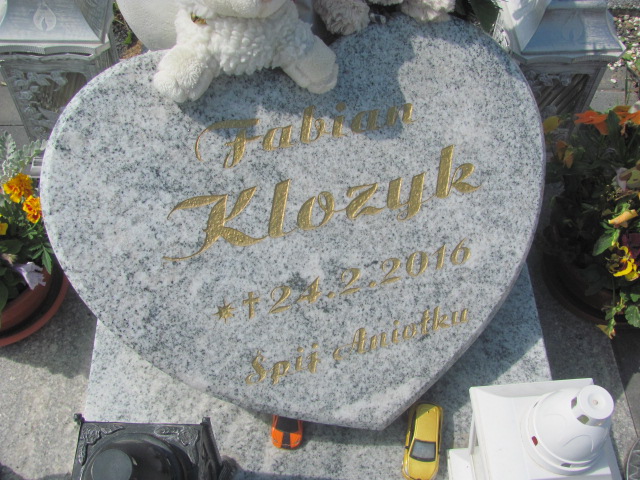 Fabian
Klozyk
*†24.2.2016
Śpij Aniołku